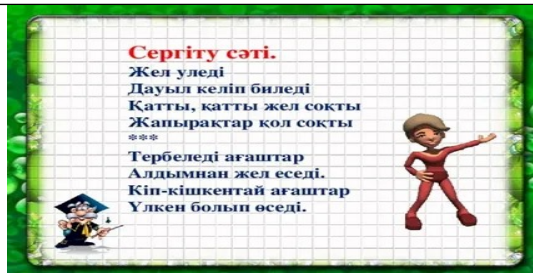 Сергіту сәті.
Жел уледі
Дауыл келіп биледі
Қатты, қатты жел соқты
Жапырақтар қол соқты
***
Тербеледі ағаштар
Алдымнан жел еседі.
Кіп-кішкентай ағаштар
Үлкен болып өседі.